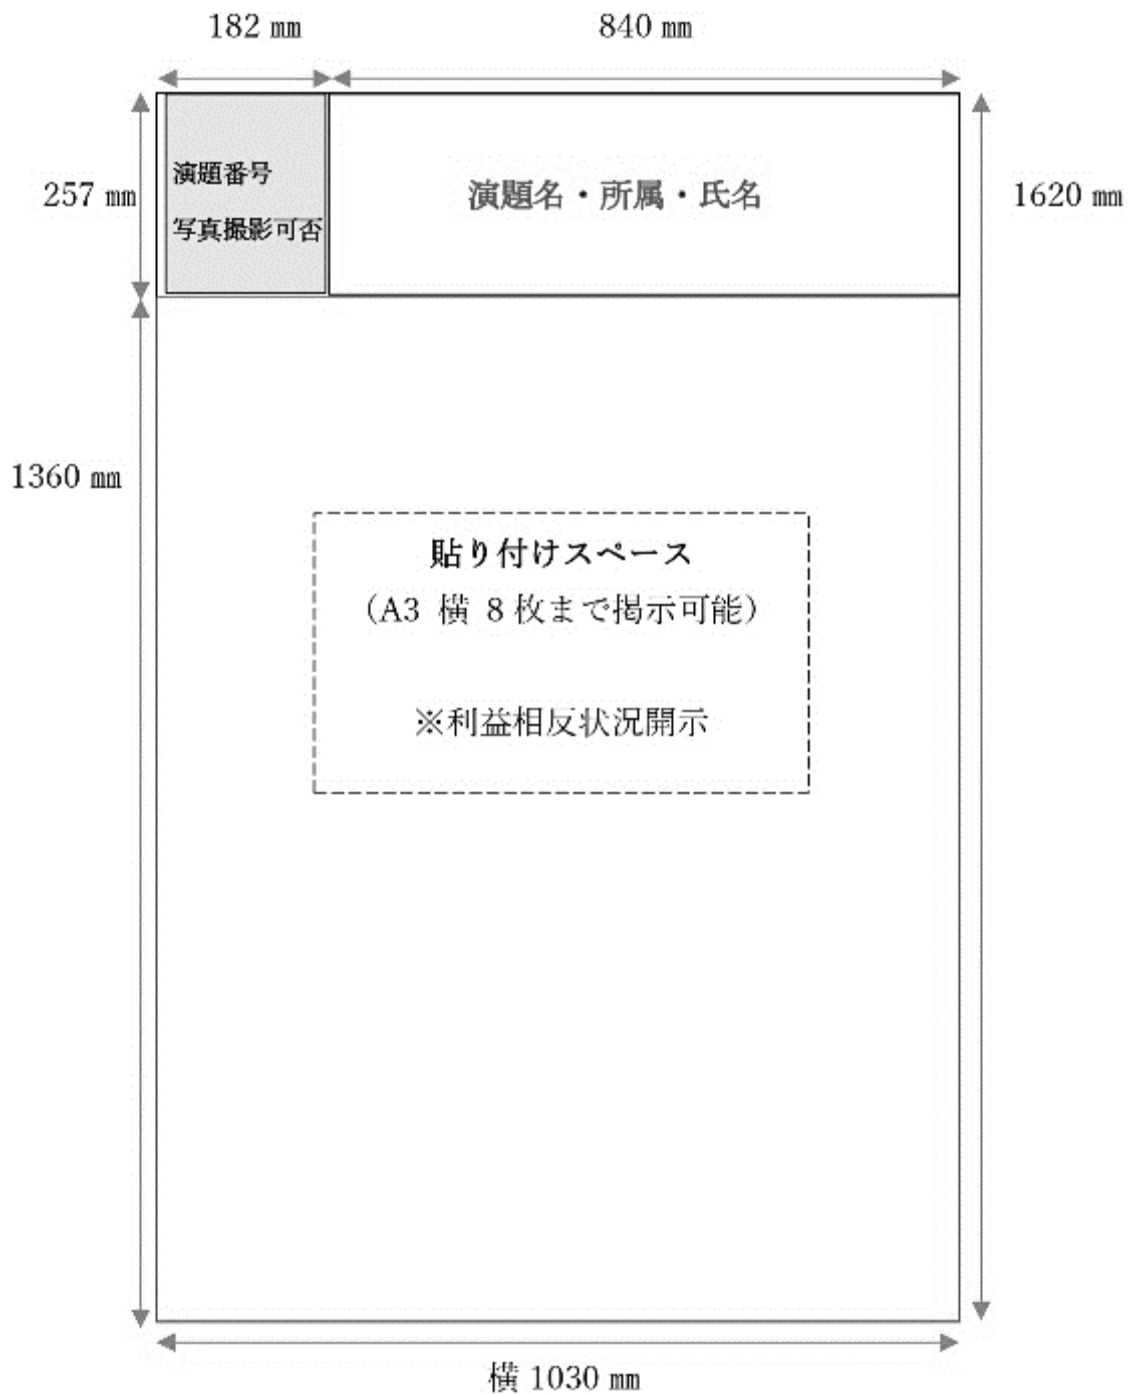 182 ㎜
840 ㎜
257 ㎜
演題番号
写真撮影可否
演題名・所属・氏名
1620 ㎜
1360 ㎜
貼り付けスペース
（A3 横 8 枚まで掲示可能）
※利益相反状況開示
横 1030 ㎜